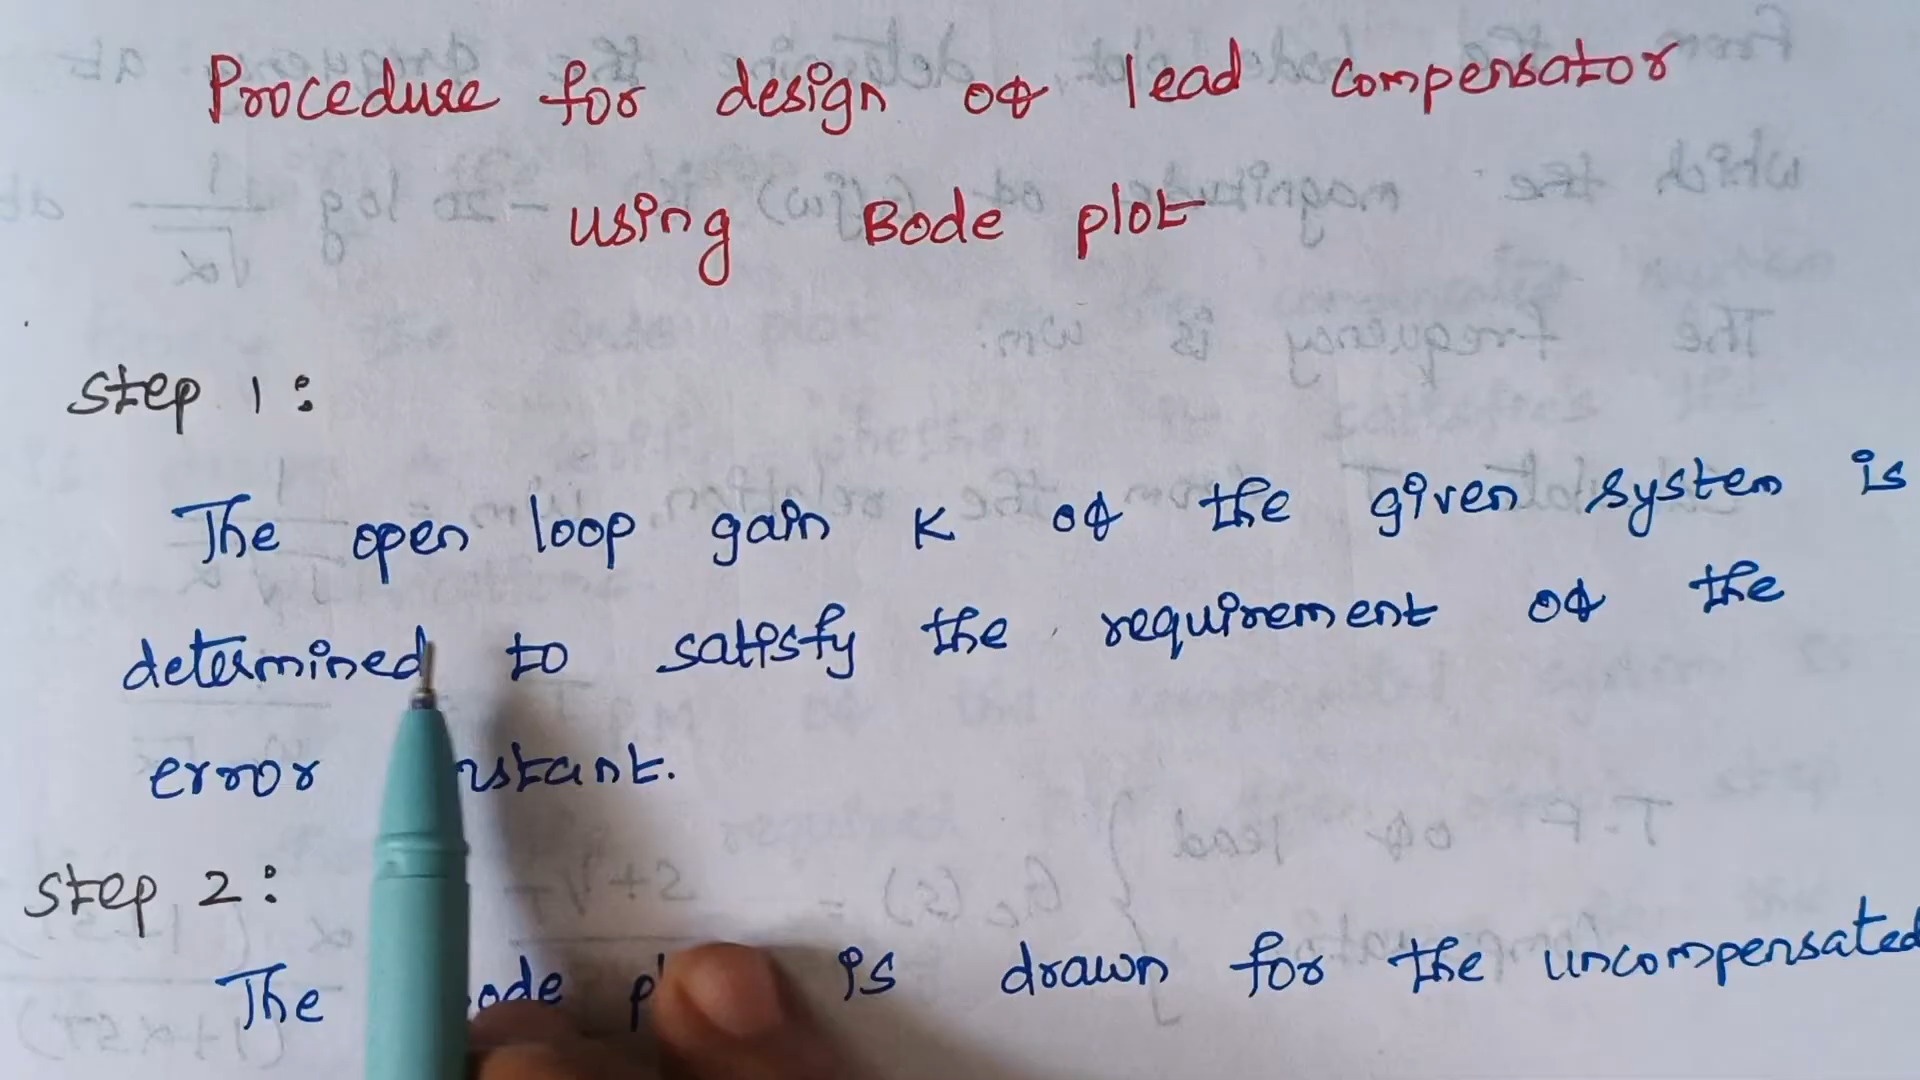 Procedure for design of lead compensator
using Bode plot
Step 1:
The open loop gain K of the given system is
determined to satisfy the requirement of the
error
Step 2:
The is drawn for the uncompensated